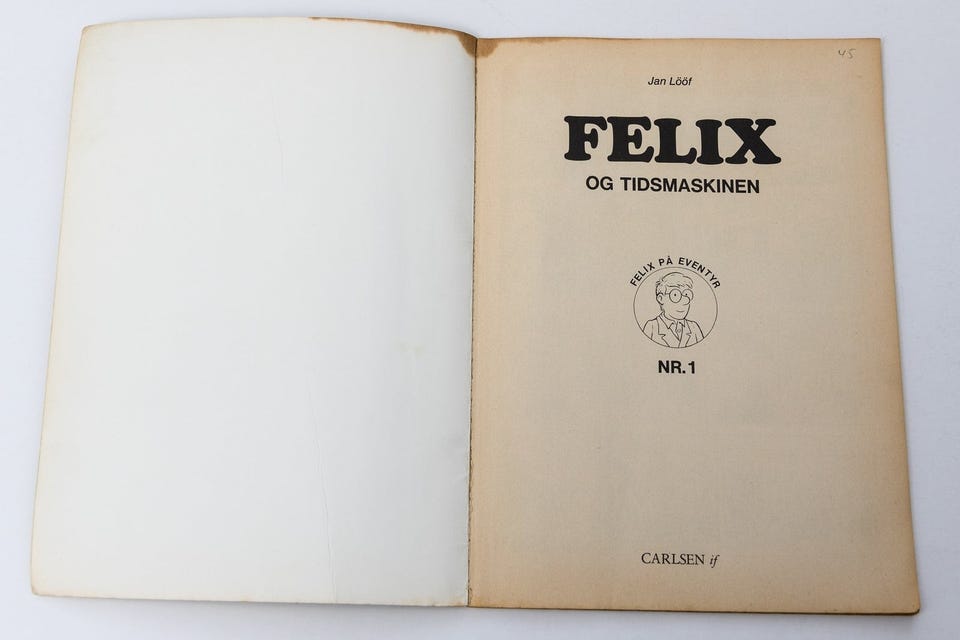 45
Jan Lööf
FELIX
OG TIDSMASKINEN
FELIX PÅ EVENTYR
NR. 1
CARLSEN if